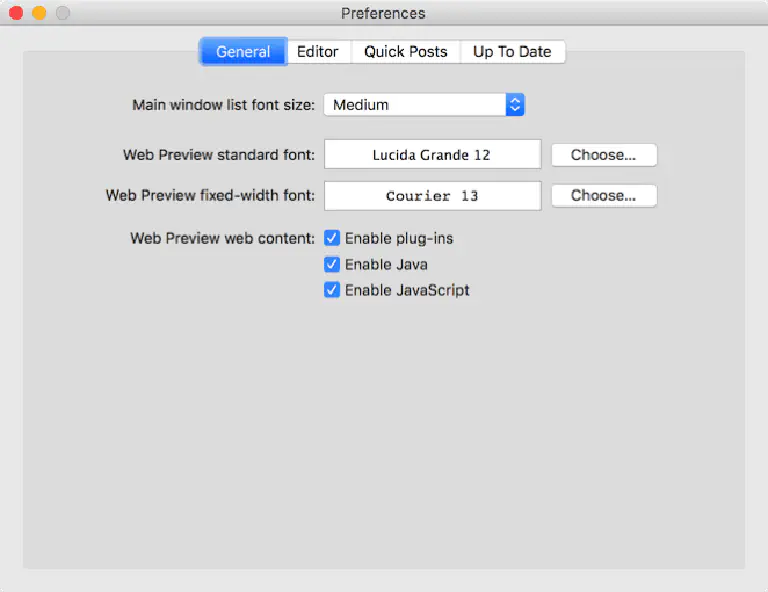 Preferences
General Editor Quick Posts Up To Date
Main window list font size: Medium
Web Preview standard font: Lucida Grande 12 Choose...
Web Preview fixed-width font: Courier 13 Choose...
Web Preview web content: Enable plug-ins
Enable Java
Enable JavaScript